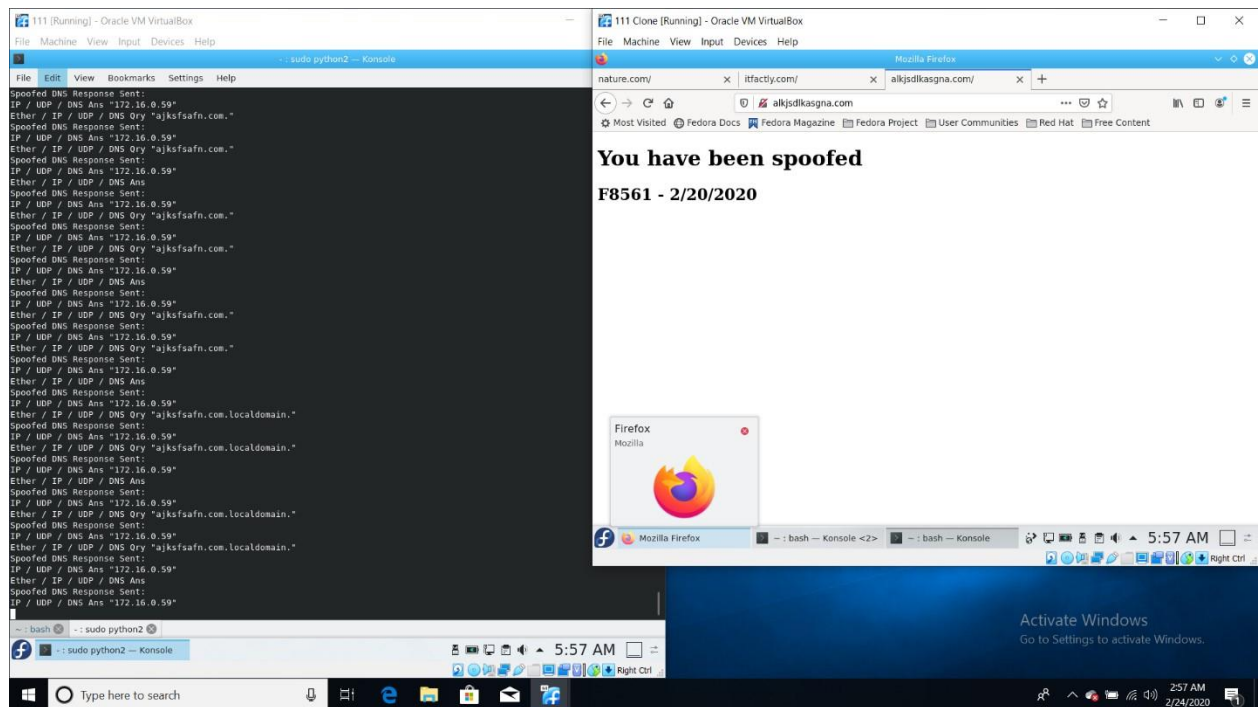 111 [Running] - Oracle VM VirtualBox
File Machine View Input Devices Help
- : sudo python2 — Konsole
File Edit View Bookmarks Settings Help
Spoofed DNS Response Sent:
IP / UDP / DNS Ans "172.16.0.59"
Ether / IP / UDP / DNS Qry "ajksfsafn.com."
Spoofed DNS Response Sent:
IP / UDP / DNS Ans "172.16.0.59"
Ether / IP / UDP / DNS Qry "ajksfsafn.com."
Spoofed DNS Response Sent:
IP / UDP / DNS Ans "172.16.0.59"
Ether / IP / UDP / DNS Ans
Spoofed DNS Response Sent:
IP / UDP / DNS Ans "172.16.0.59"
Ether / IP / UDP / DNS Qry "ajksfsafn.com."
Spoofed DNS Response Sent:
IP / UDP / DNS Ans "172.16.0.59"
Ether / IP / UDP / DNS Qry "ajksfsafn.com."
Spoofed DNS Response Sent:
IP / UDP / DNS Ans "172.16.0.59"
Ether / IP / UDP / DNS Ans
Spoofed DNS Response Sent:
IP / UDP / DNS Ans "172.16.0.59"
Ether / IP / UDP / DNS Qry "ajksfsafn.com."
Spoofed DNS Response Sent:
IP / UDP / DNS Ans "172.16.0.59"
Ether / IP / UDP / DNS Qry "ajksfsafn.com."
Spoofed DNS Response Sent:
IP / UDP / DNS Ans "172.16.0.59"
Ether / IP / UDP / DNS Ans
Spoofed DNS Response Sent:
IP / UDP / DNS Ans "172.16.0.59"
Ether / IP / UDP / DNS Qry "ajksfsafn.com.localdomain."
Spoofed DNS Response Sent:
IP / UDP / DNS Ans "172.16.0.59"
Ether / IP / UDP / DNS Qry "ajksfsafn.com.localdomain."
Spoofed DNS Response Sent:
IP / UDP / DNS Ans "172.16.0.59"
Ether / IP / UDP / DNS Ans
Spoofed DNS Response Sent:
IP / UDP / DNS Ans "172.16.0.59"
Ether / IP / UDP / DNS Qry "ajksfsafn.com.localdomain."
Spoofed DNS Response Sent:
IP / UDP / DNS Ans "172.16.0.59"
Ether / IP / UDP / DNS Qry "ajksfsafn.com.localdomain."
Spoofed DNS Response Sent:
IP / UDP / DNS Ans "172.16.0.59"
Ether / IP / UDP / DNS Ans
Spoofed DNS Response Sent:
IP / UDP / DNS Ans "172.16.0.59"
~ : bash - : sudo python2
- : sudo python2 — Konsole 5:57 AM
Right Ctrl
111 Clone [Running] - Oracle VM VirtualBox
File Machine View Input Devices Help
Mozilla Firefox
nature.com/ itfactly.com/ alkjsdlkasgna.com/
alkjsdlkasgna.com
Most Visited Fedora Docs Fedora Magazine Fedora Project User Communities Red Hat Free Content
You have been spoofed
F8561 - 2/20/2020
Firefox
Mozilla
Mozilla Firefox ~ : bash — Konsole <2> ~ : bash — Konsole 5:57 AM
Right Ctrl
Activate Windows
Go to Settings to activate Windows.
Type here to search 2:57 AM
2/24/2020